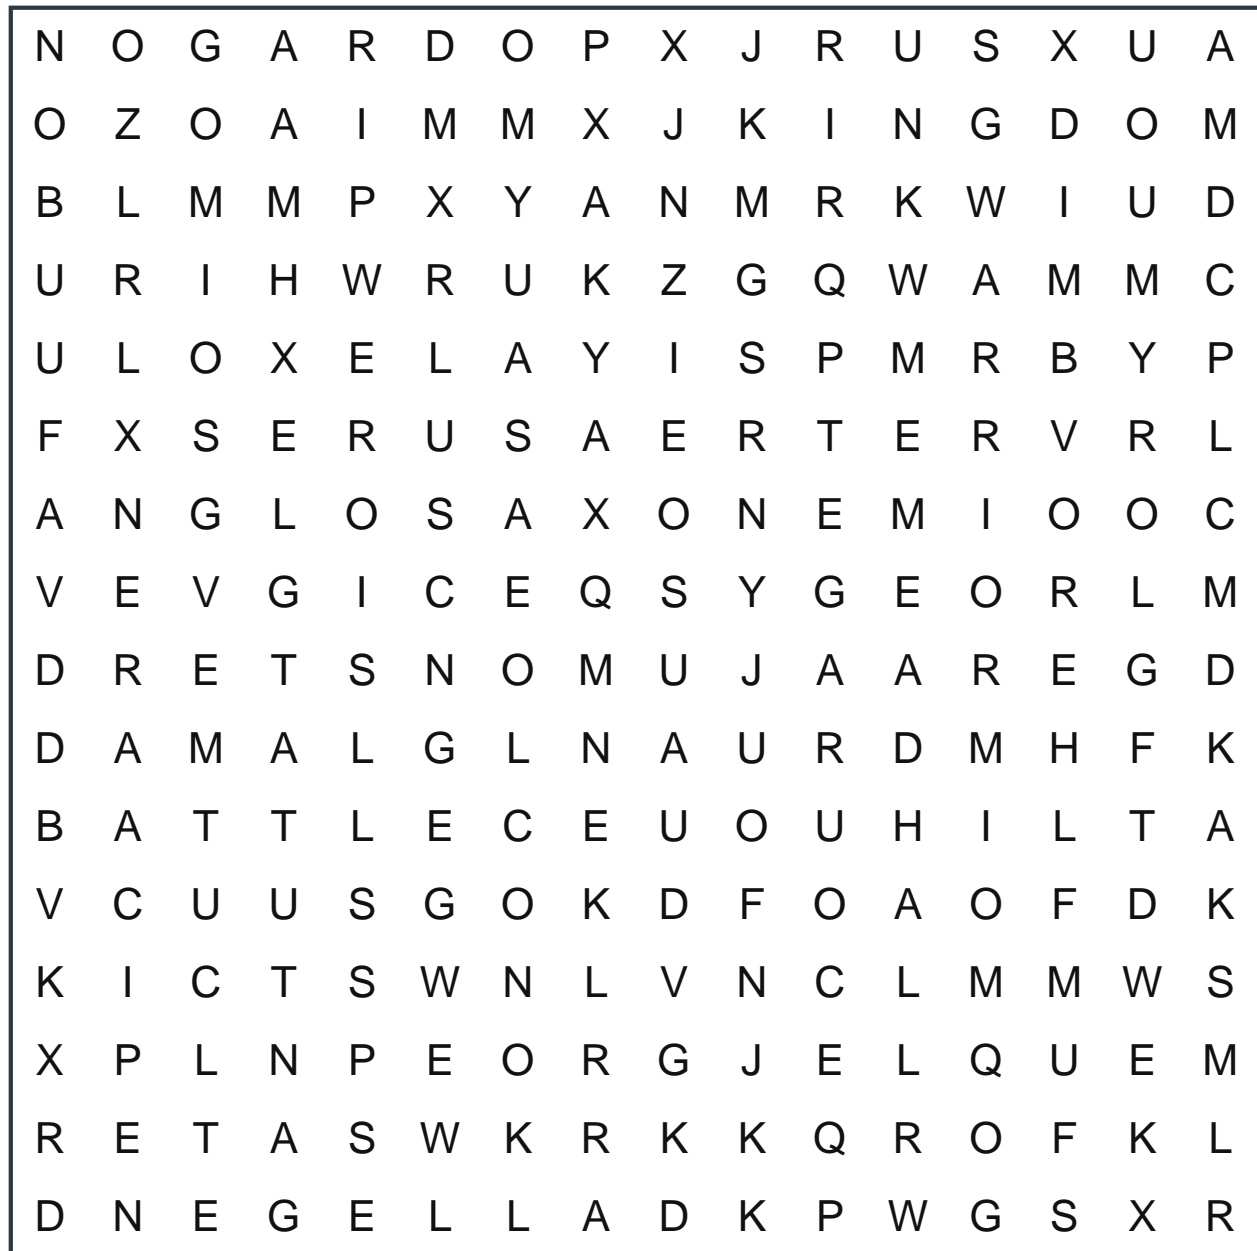 N O G A R D O P X J R U S X U A
O Z O A I M M X J K I N G D O M
B L M M P X Y A N M R K W I U D
U R I H W R U K Z G Q W A M M C
U L O X E L A Y I S P M R B Y P
F X S E R U S A E R T E R V R L
A N G L O S A X O N E M I O O C
V E V G I C E Q S Y G E O R L M
D R E T S N O M U J A A R E G D
D A M A L G L N A U R D M H F K
B A T T L E C E U O U H I L T A
V C U U S G O K D F O A O F D K
K I C T S W N L V N C L M M W S
X P L N P E O R G J E L Q U E M
R E T A S W K R K K Q R O F K L
D N E G E L L A D K P W G S X R